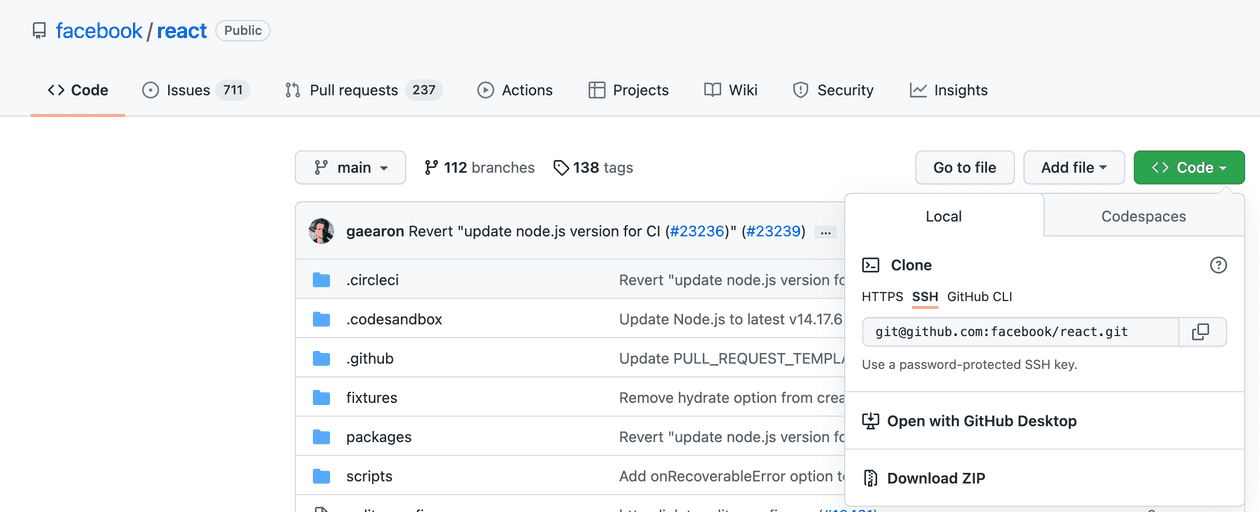 facebook / react Public
Code Issues 711 Pull requests 237 Actions Projects Wiki Security Insights
main 112 branches 138 tags Go to file Add file Code
Local Codespaces
gaearon Revert "update node.js version for CI (#23236)" (#23239) ...
Clone
HTTPS SSH GitHub CLI
git@github.com:facebook/react.git
Use a password-protected SSH key.
Open with GitHub Desktop
Download ZIP
.circleci Revert "update node.js version fo
.codesandbox Update Node.js to latest v14.17.6
.github Update PULL_REQUEST_TEMPLA
fixtures Remove hydrate option from crea
packages Revert "update node.js version fo
scripts Add onRecoverableError option to